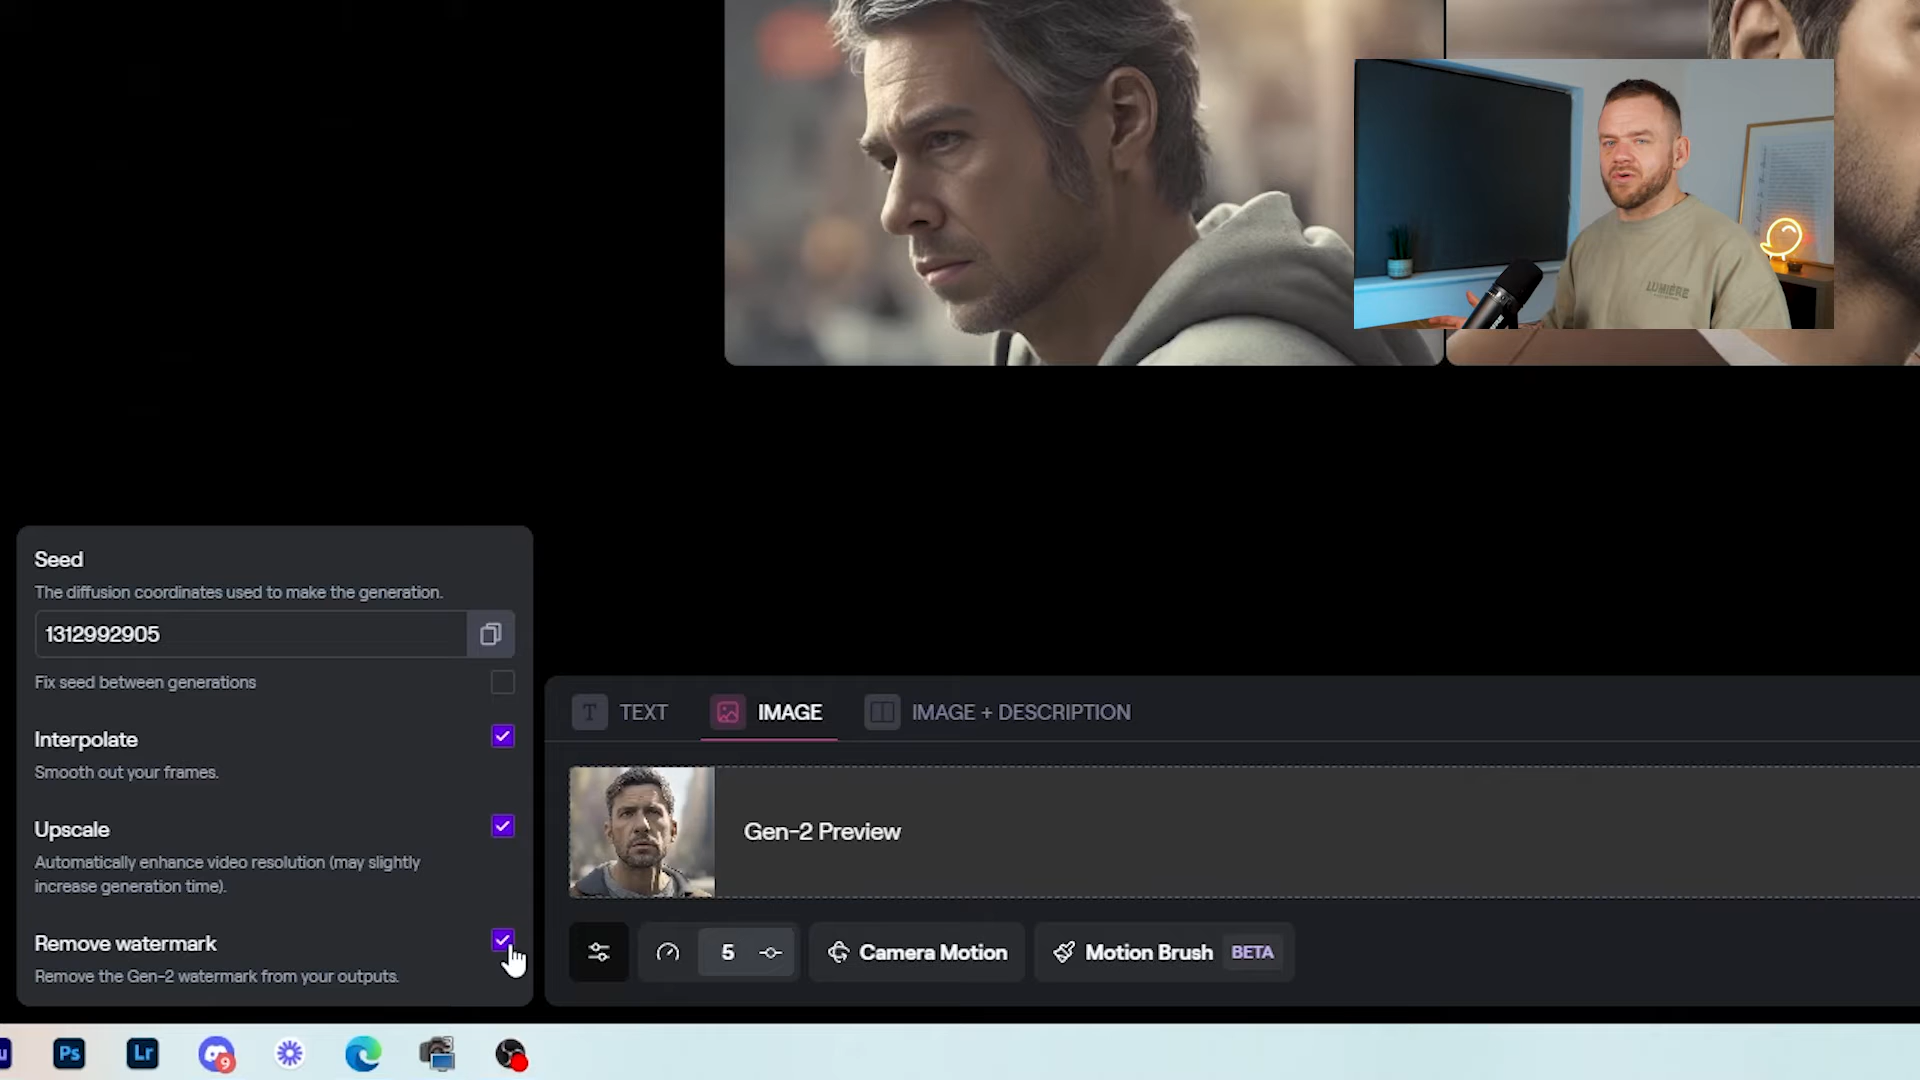 LUMIÉRE
Seed
The diffusion coordinates used to make the generation.
1312992905
Fix seed between generations
Interpolate
Smooth out your frames.
Upscale
Automatically enhance video resolution (may slightly
increase generation time).
Remove watermark
Remove the Gen-2 watermark from your outputs.
T TEXT
IMAGE
IMAGE + DESCRIPTION
Gen-2 Preview
5
Camera Motion
Motion Brush BETA
u
Ps
Lr
9